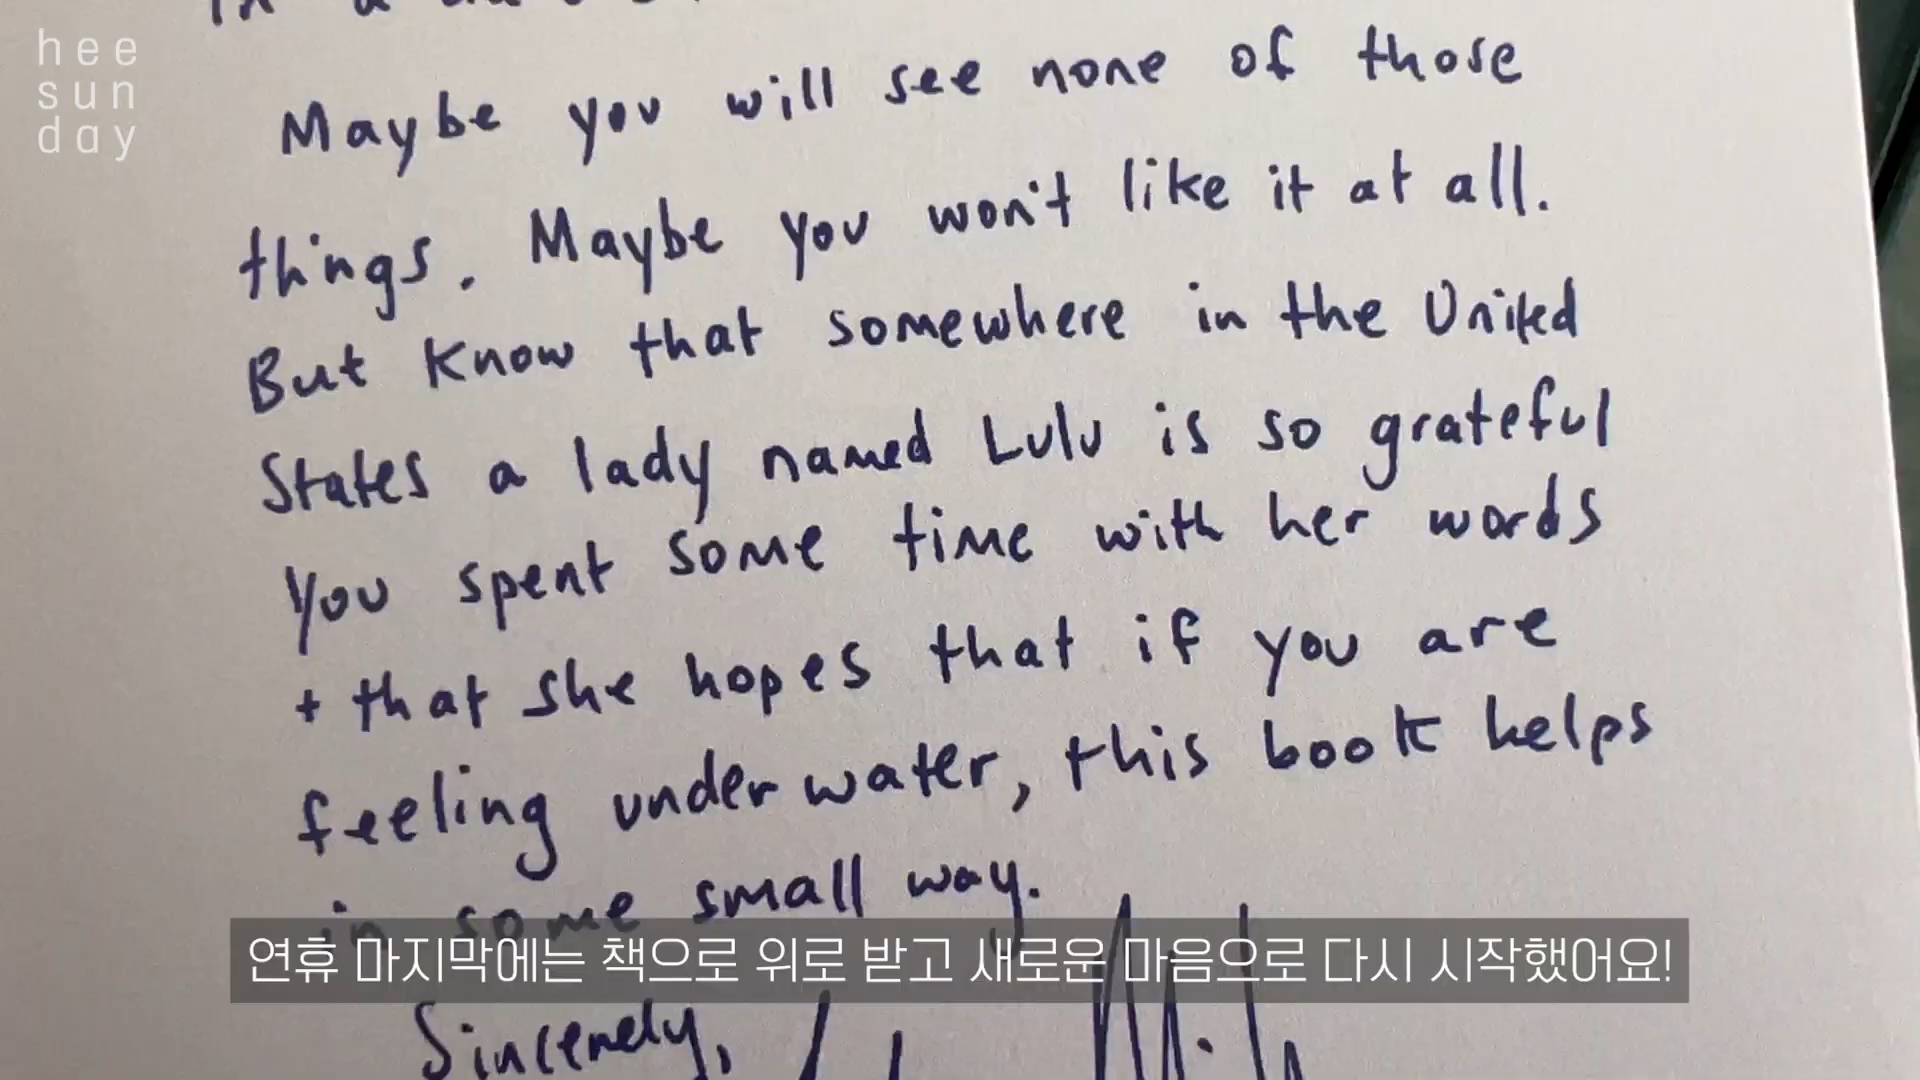 hee
sun
day
Maybe you will see none of those
things. Maybe you won't like it at all.
But know that somewhere in the United
States a lady named Lulu is so grateful
you spent some time with her words
+ that she hopes that if you are
feeling underwater, this book helps
in some small way.
연휴 마지막에는 책으로 위로 받고 새로운 마음으로 다시 시작했어요!
Sincerely,